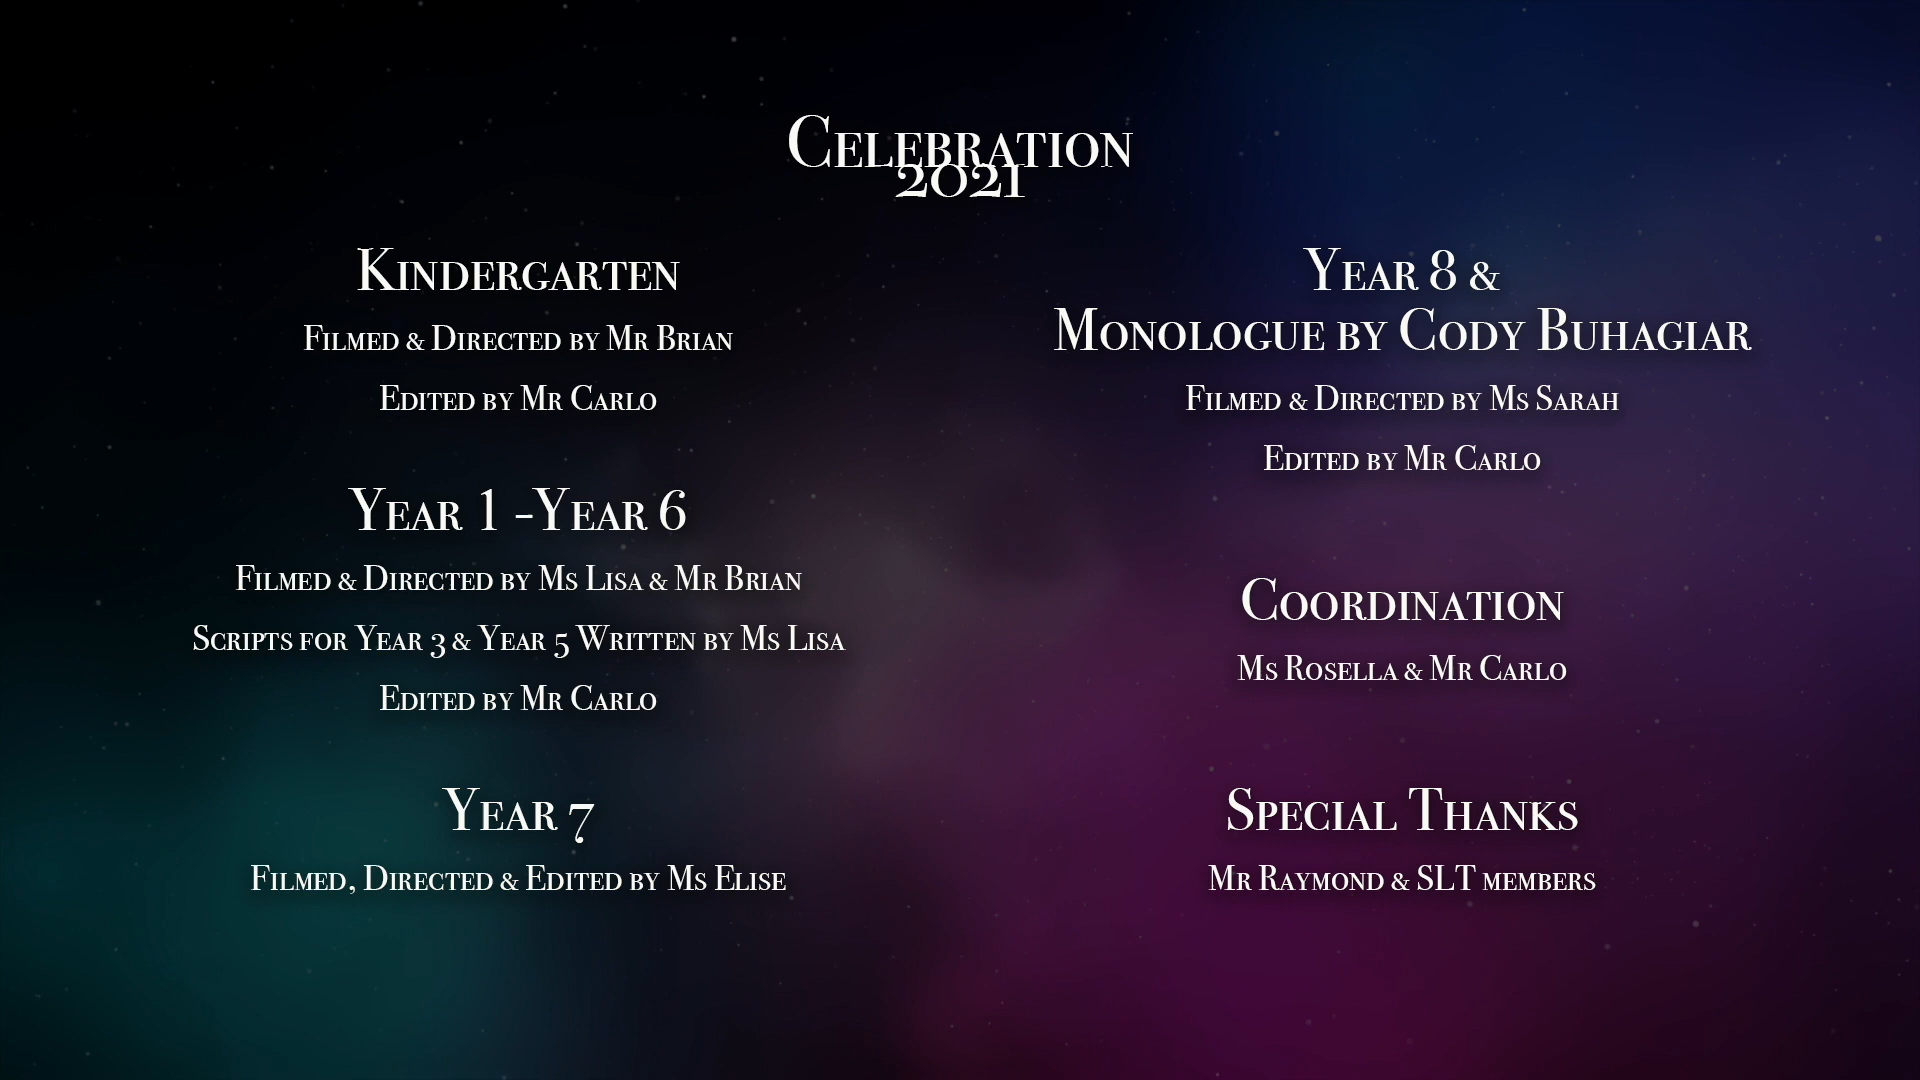 Celebration
2021
Kindergarten
Filmed & Directed by Mr Brian
Edited by Mr Carlo
Year 1 -Year 6
Filmed & Directed by Ms Lisa & Mr Brian
Scripts for Year 3 & Year 5 Written by Ms Lisa
Edited by Mr Carlo
Year 7
Filmed, Directed & Edited by Ms Elise
Year 8 &
Monologue by Cody Buhagiar
Filmed & Directed by Ms Sarah
Edited by Mr Carlo
Coordination
Ms Rosella & Mr Carlo
Special Thanks
Mr Raymond & SLT members